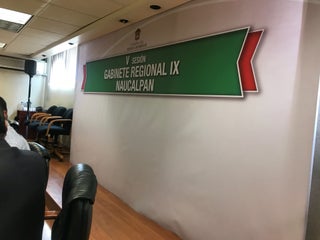 V SESIÓN
GABINETE REGIONAL IX
NAUCALPAN